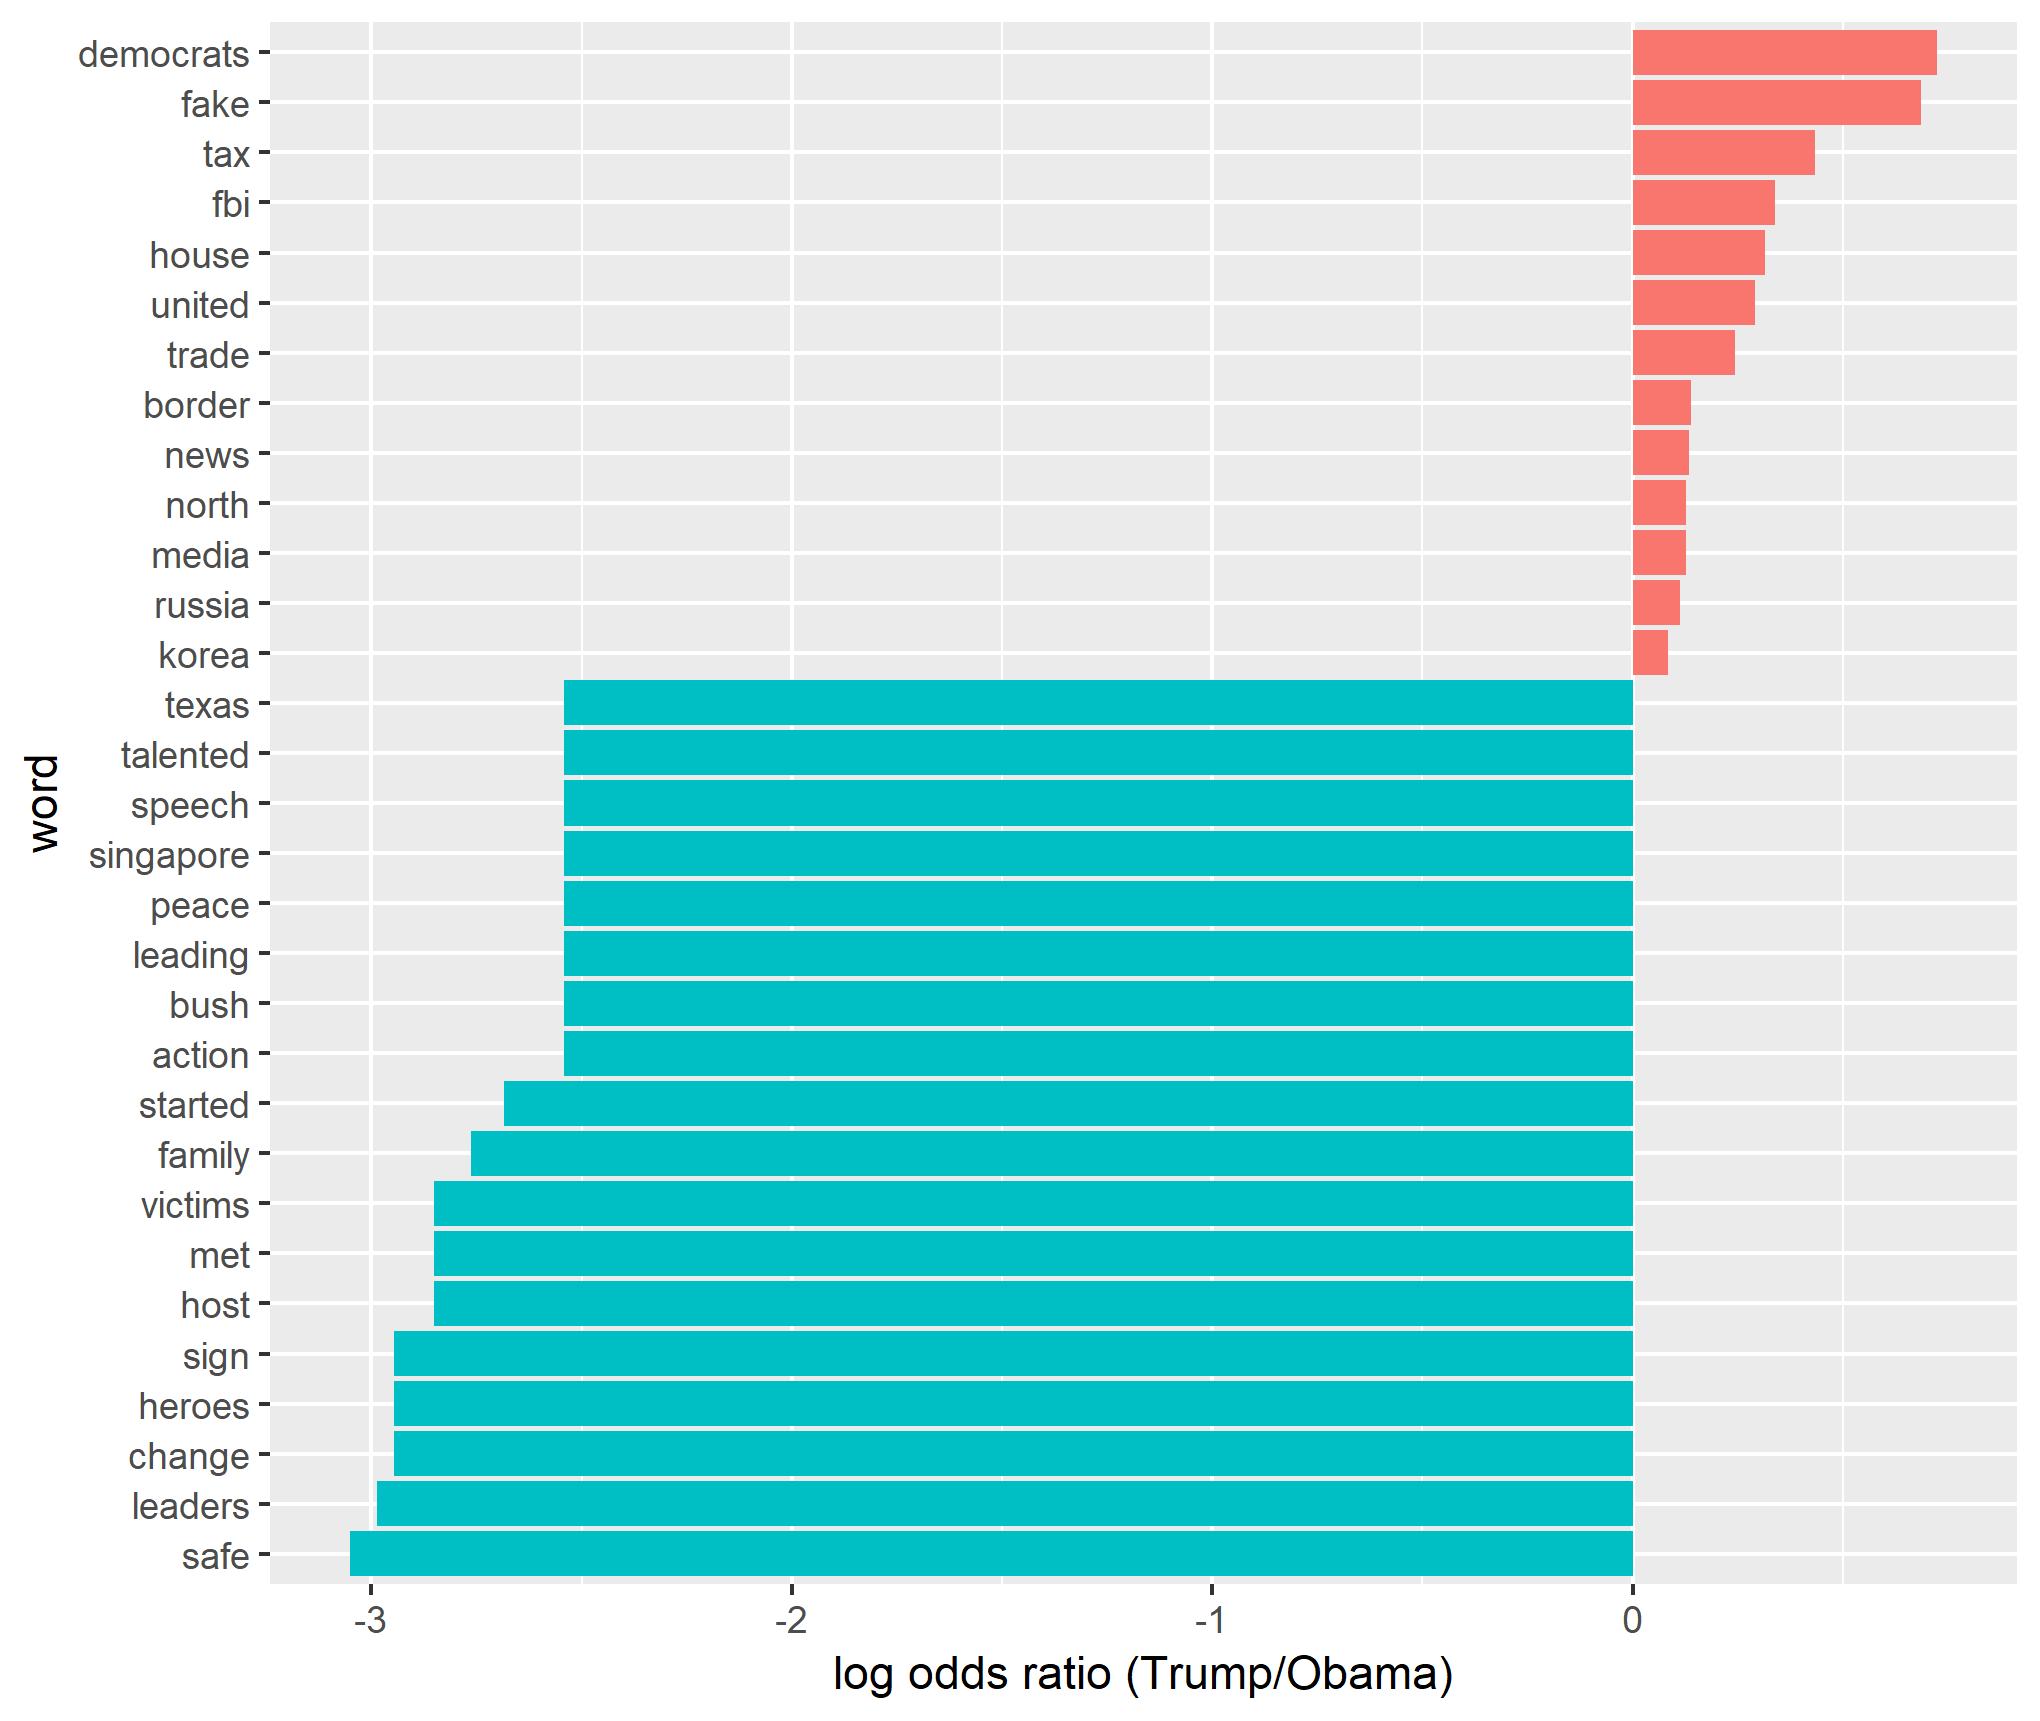 democrats
fake
tax
fbi
house
united
trade
border
news
north
media
russia
korea
texas
talented
speech
singapore
peace
leading
bush
action
started
family
victims
met
host
sign
heroes
change
leaders
safe
word
-3 -2 -1 0
log odds ratio (Trump/Obama)